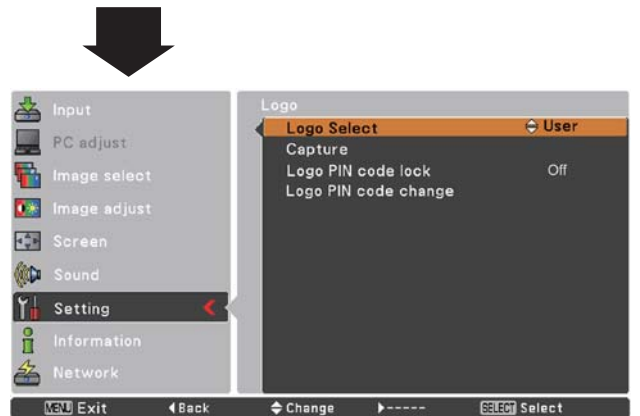 Input
PC adjust
Image select
Image adjust
Screen
Sound
Setting
Information
Network
Logo
Logo Select User
Capture
Logo PIN code lock Off
Logo PIN code change
MENU Exit Back Change ----- SELECT Select